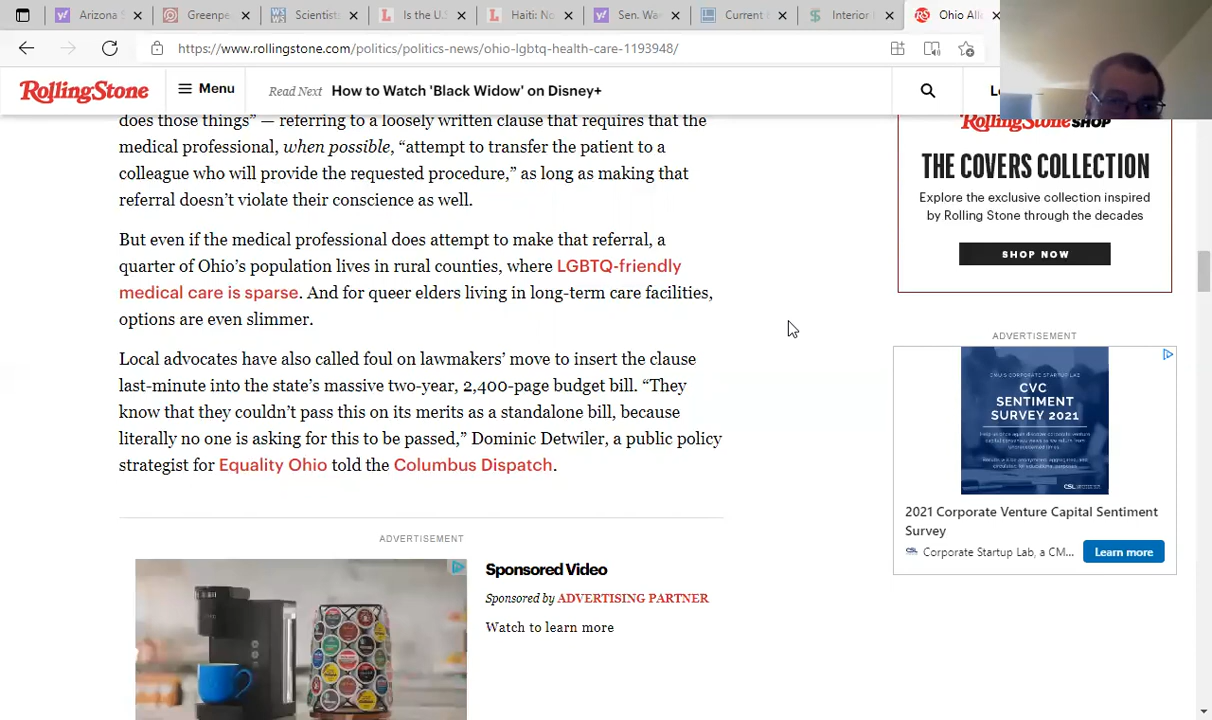 Arizona S
Greenpe
Scientists
Is the U.S
Haiti: No
Sen. Wa
Current
Interior
Ohio All
https://www.rollingstone.com/politics/politics-news/ohio-lgbtq-health-care-1193948/
RollingStone
Menu
Read Next How to Watch 'Black Widow' on Disney+
does those things” — referring to a loosely written clause that requires that the
medical professional, when possible, “attempt to transfer the patient to a
colleague who will provide the requested procedure,” as long as making that
referral doesn’t violate their conscience as well.
But even if the medical professional does attempt to make that referral, a
quarter of Ohio’s population lives in rural counties, where LGBTQ-friendly
medical care is sparse. And for queer elders living in long-term care facilities,
options are even slimmer.
Local advocates have also called foul on lawmakers’ move to insert the clause
last-minute into the state’s massive two-year, 2,400-page budget bill. “They
know that they couldn’t pass this on its merits as a standalone bill, because
literally no one is asking for this to be passed,” Dominic Detwiler, a public policy
strategist for Equality Ohio told the Columbus Dispatch.
ADVERTISEMENT
Sponsored Video
Sponsored by ADVERTISING PARTNER
Watch to learn more
RollingStone SHOP
THE COVERS COLLECTION
Explore the exclusive collection inspired
by Rolling Stone through the decades
SHOP NOW
ADVERTISEMENT
CVC
SENTIMENT
SURVEY 2021
CSL
2021 Corporate Venture Capital Sentiment
Survey
Corporate Startup Lab, a CM...
Learn more